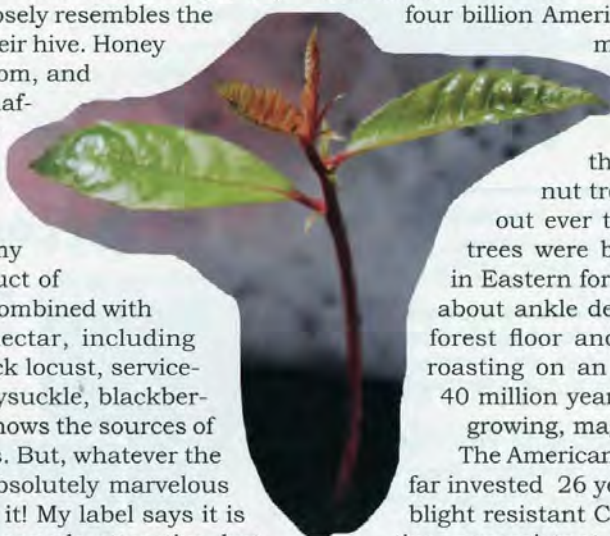 osely resembles the
eir hive. Honey
om, and
af-
ny
uct of
ombined with
ectar, including
ck locust, service-
ysuckle, blackber-
nows the sources of
s. But, whatever the
bsolutely marvelous
it! My label says it is
four billion Ameri
m
th
nut tr
out ever t
trees were b
in Eastern for
about ankle de
forest floor and
roasting on an
40 million year
growing, ma
The American
far invested 26 ye
blight resistant C